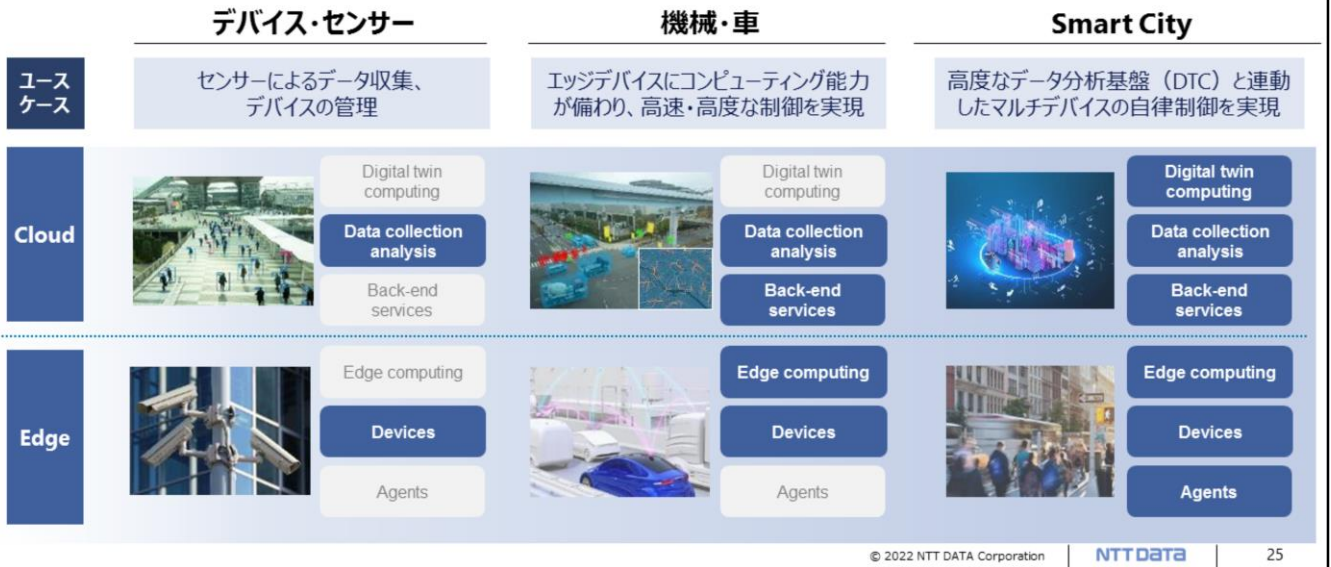 デバイス・センサー
機械・車
Smart City
ユース
ケース
センサーによるデータ収集、
デバイスの管理
エッジデバイスにコンピューティング能力
が備わり、高速・高度な制御を実現
高度なデータ分析基盤（DTC）と連動
したマルチデバイスの自律制御を実現
Cloud
Digital twin
computing
Data collection
analysis
Back-end
services
Digital twin
computing
Data collection
analysis
Back-end
services
Digital twin
computing
Data collection
analysis
Back-end
services
Edge
Edge computing
Devices
Agents
Edge computing
Devices
Agents
Edge computing
Devices
Agents
© 2022 NTT DATA Corporation
NTT DATA
25